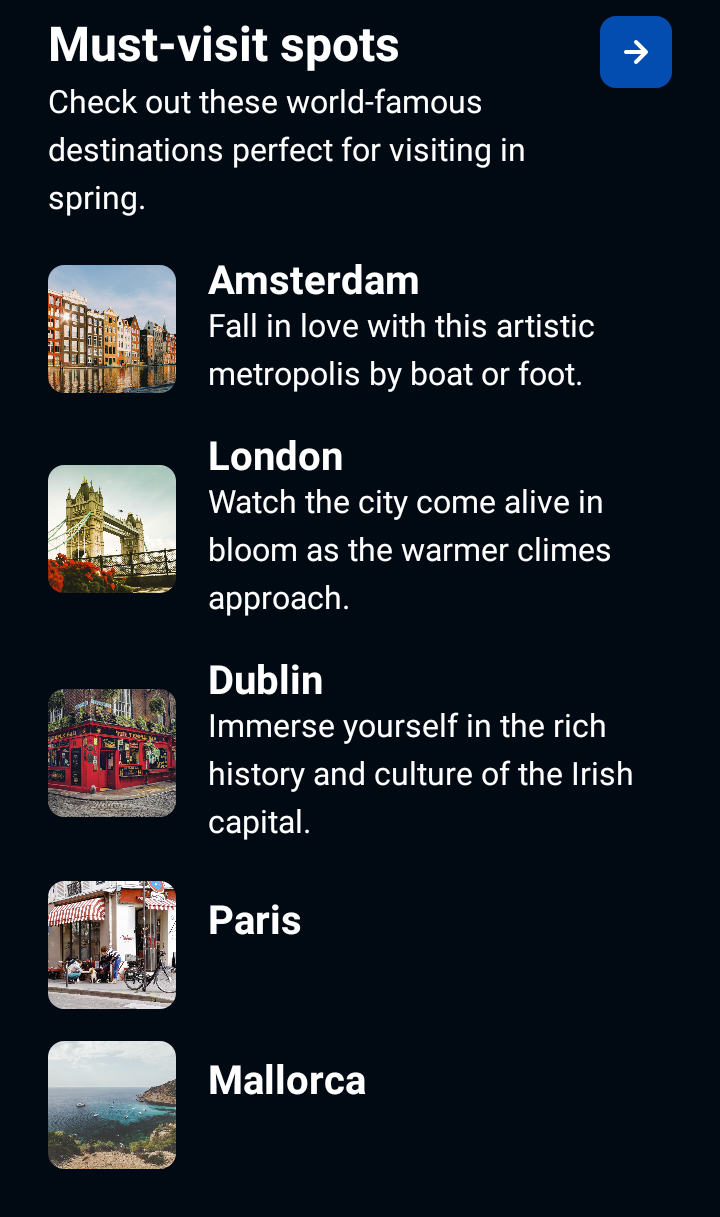 Must-visit spots
Check out these world-famous
destinations perfect for visiting in
spring.
Amsterdam
Fall in love with this artistic
metropolis by boat or foot.
London
Watch the city come alive in
bloom as the warmer climes
approach.
Dublin
Immerse yourself in the rich
history and culture of the Irish
capital.
Paris
Mallorca